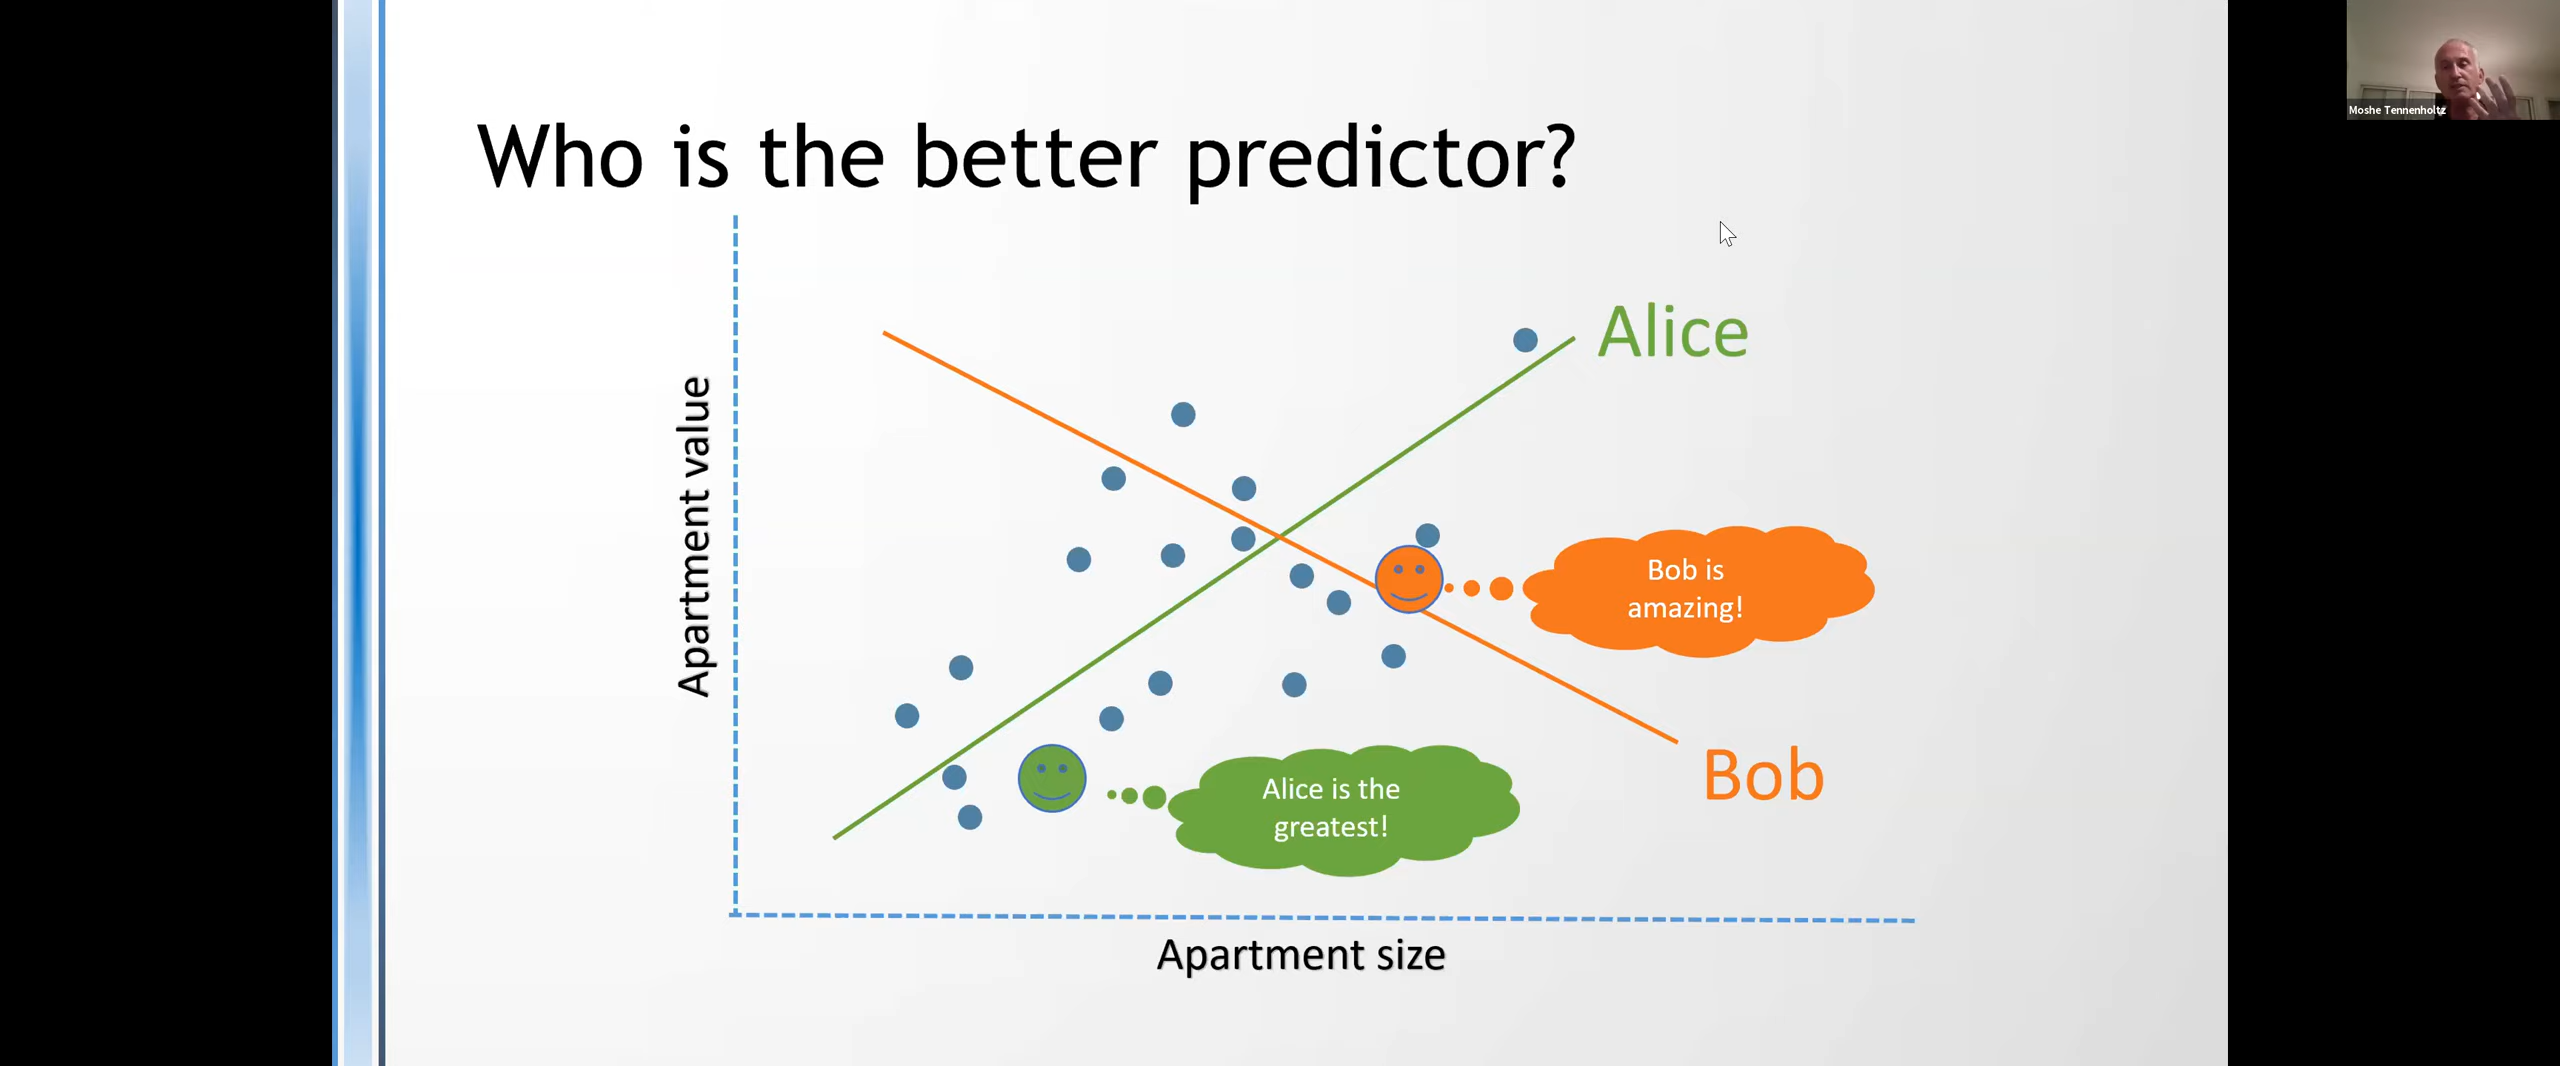 Who is the better predictor?
Moshe Tennenholtz
Alice
Apartment value
Bob is
amazing!
Bob
Alice is the
greatest!
Apartment size